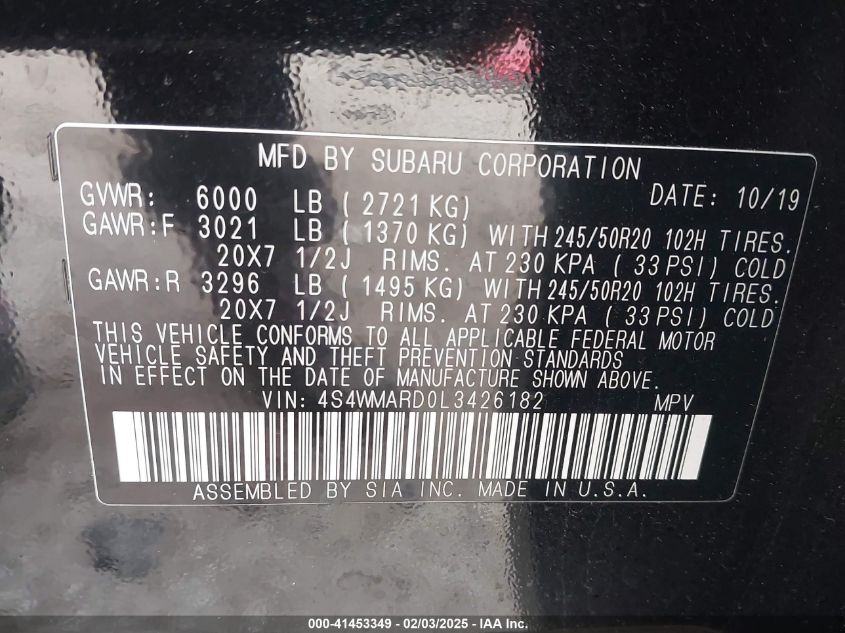 MFD BY SUBARU CORPORATION
DATE: 10/19
GVWR: 6000 LB ( 2721 KG)
GAWR:F 3021 LB ( 1370 KG) WITH 245/50R20 102H TIRES.
20X7 1/2J RIMS. AT 230 KPA ( 33 PSI) COLD
GAWR:R 3296 LB ( 1495 KG) WITH 245/50R20 102H TIRES.
20X7 1/2J RIMS. AT 230 KPA ( 33 PSI) COLD
THIS VEHICLE CONFORMS TO ALL APPLICABLE FEDERAL MOTOR
VEHICLE SAFETY AND THEFT PREVENTION STANDARDS
IN EFFECT ON THE DATE OF MANUFACTURE SHOWN ABOVE.
VIN: 4S4WMARD0L3426182 MPV
ASSEMBLED BY SIA INC. MADE IN U.S.A.
000-41453349 - 02/03/2025 - IAA Inc.